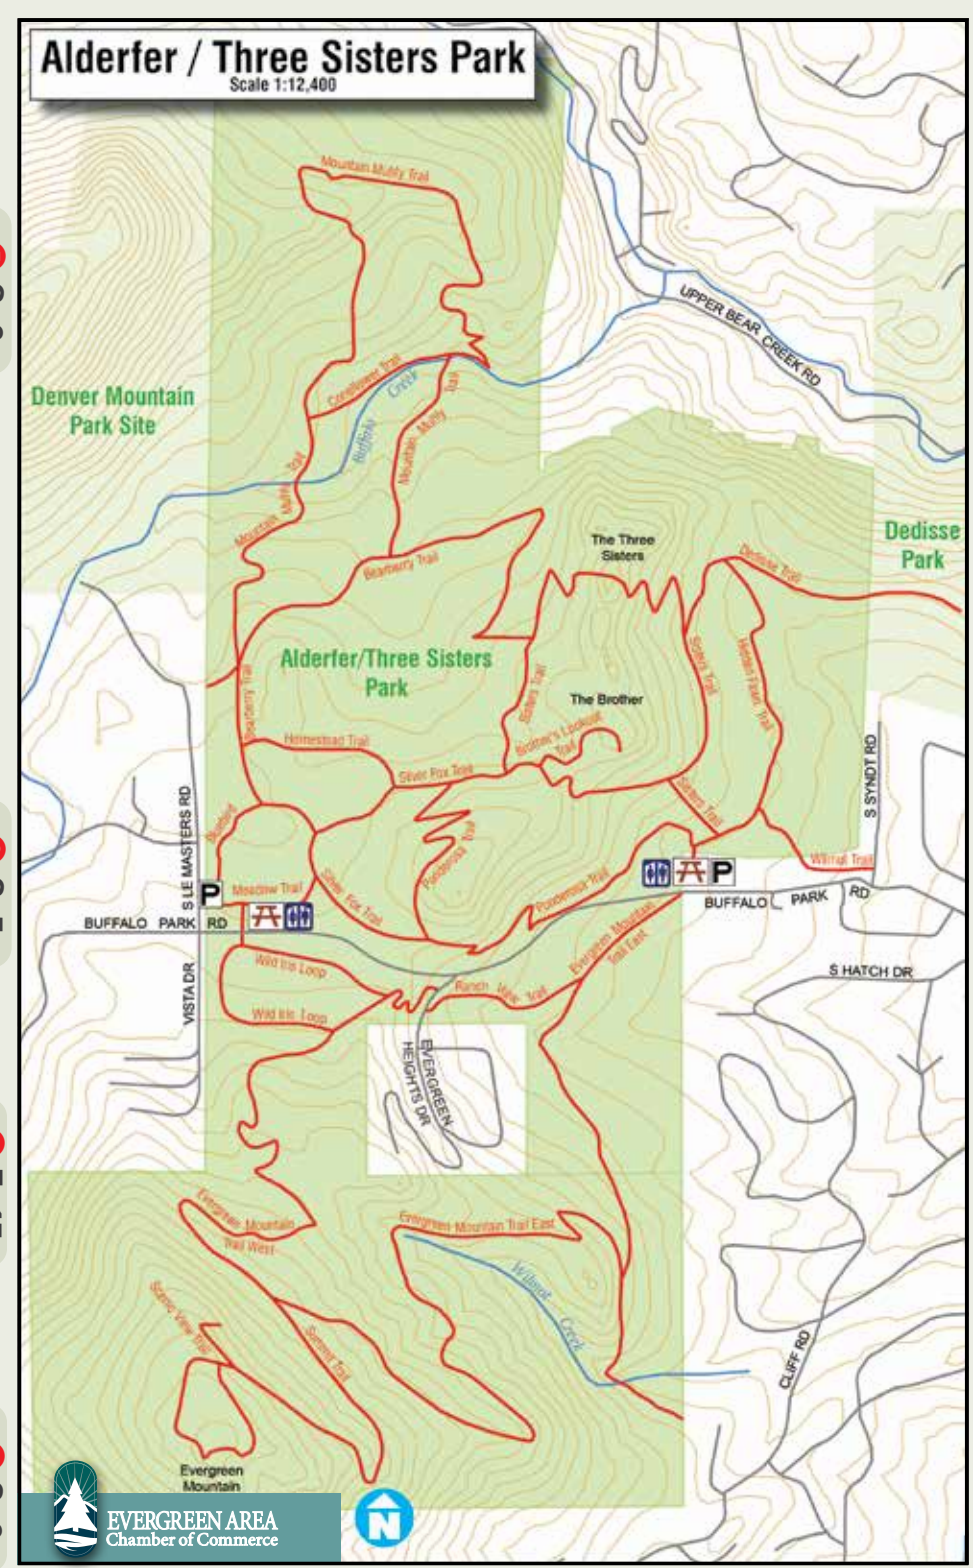 Alderfer / Three Sisters Park
Scale 1:12,400
Mountain Muhly Trail
UPPER BEAR CREEK RD
Coneflower Trail
Buffalo Creek
Denver Mountain
Park Site
Mountain Muhly Trail
Mountain Muhly Trail
Dedisse
Park
The Three
Sisters
Dedisse Trail
Bearberry Trail
Alderfer/Three Sisters
Park
Sisters Trail
Hidden Fawn Trail
Bearberry Trail
Sisters Trail
The Brother
Brother's Lookout
Trail
Homestead Trail
Silver Fox Trail
S SYNDT RD
S LE MASTERS RD
Bluebird
Sisters Trail
Ponderosa Trail
Wilmot Trail
P
Meadow Trail
Silver Fox Trail
Ponderosa Trail
P
BUFFALO PARK RD
BUFFALO PARK RD
Evergreen Mountain
Trail East
Wild Iris Loop
Ranch View Trail
S HATCH DR
VISTA DR
Wild Iris Loop
EVERGREEN
HEIGHTS DR
Evergreen Mountain
Trail West
Evergreen Mountain Trail East
Wilmot Creek
Scenic View Trail
Summit Trail
CLIFF RD
Evergreen
Mountain
N
EVERGREEN AREA
Chamber of Commerce